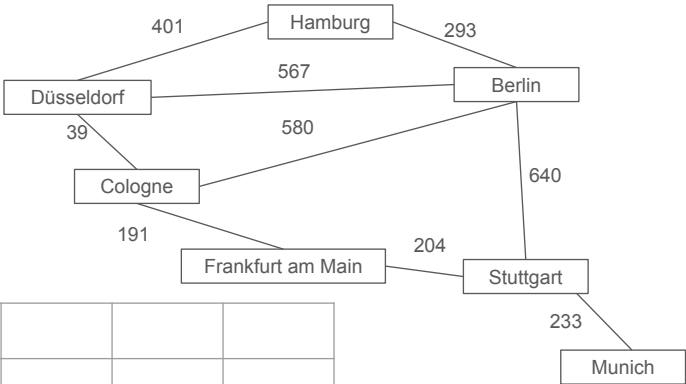 Hamburg
401
293
567
Berlin
Düsseldorf
39
580
Cologne
640
191
204
Frankfurt am Main
Stuttgart
233
Munich